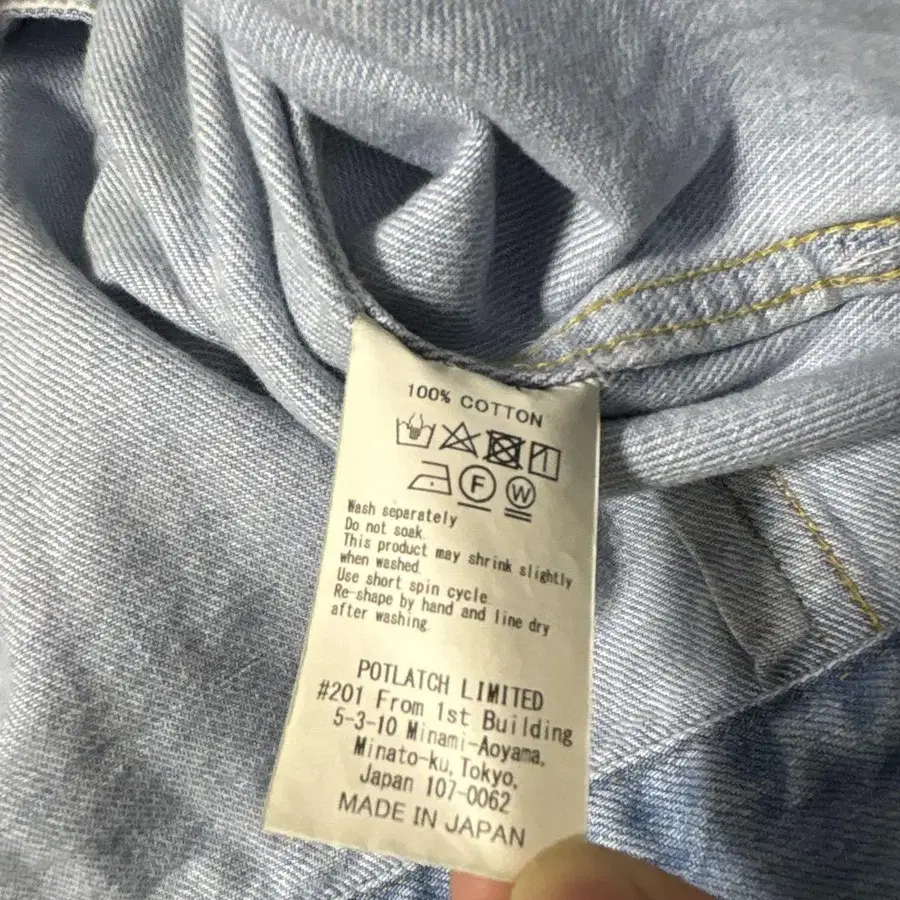 100% COTTON
F W
Wash separately
Do not soak.
This product may shrink slightly
when washed.
Use short spin cycle.
Re-shape by hand and line dry
after washing.
POTLATCH LIMITED
#201 From 1st Building
5-3-10 Minami-Aoyama,
Minato-ku, Tokyo,
Japan 107-0062
MADE IN JAPAN